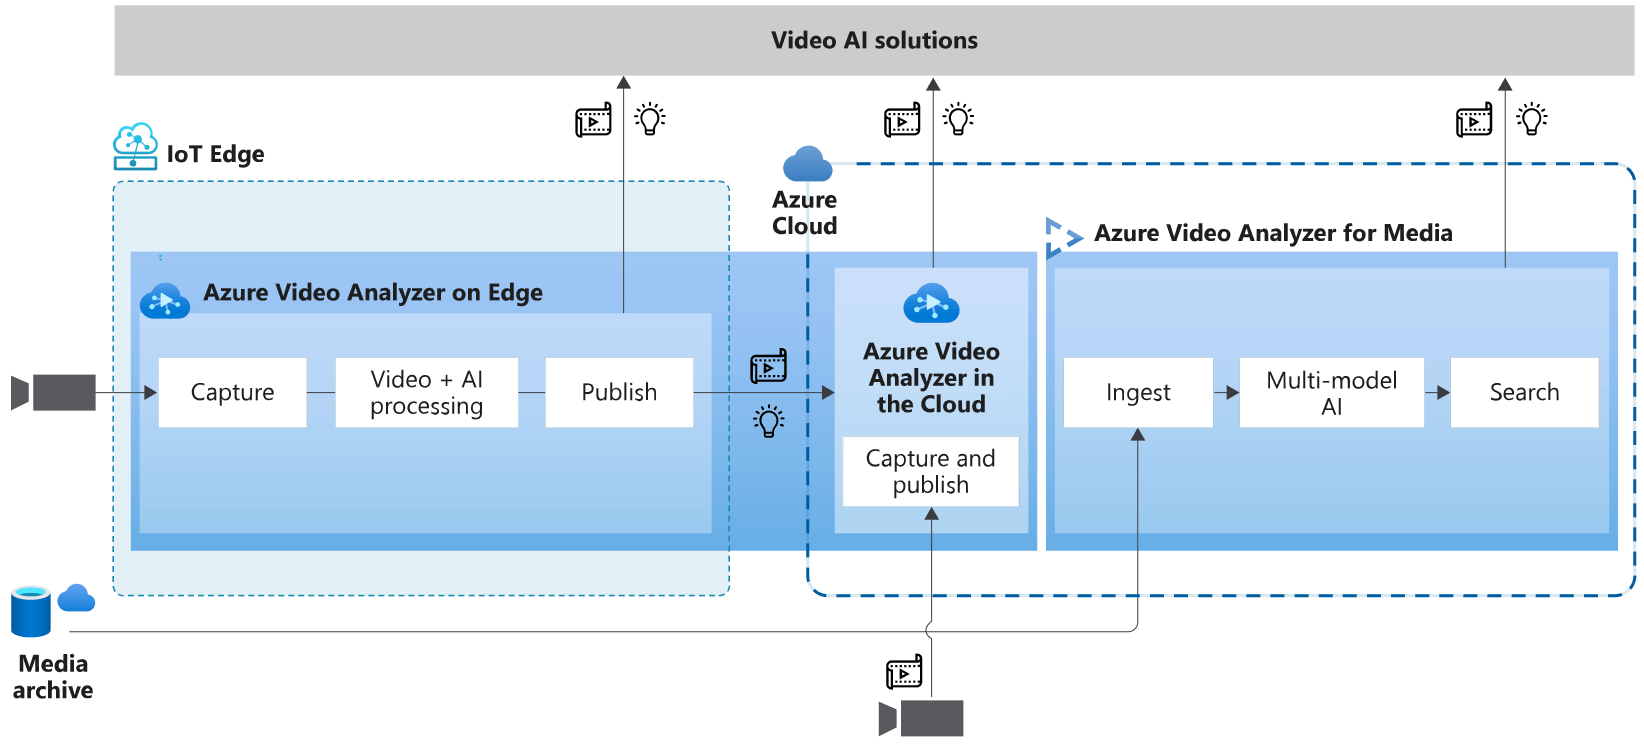 Video AI solutions
IoT Edge
Azure
Cloud
Azure Video Analyzer for Media
Azure Video Analyzer on Edge
Capture
Video + AI
processing
Publish
Azure Video
Analyzer in
the Cloud
Capture and
publish
Ingest
Multi-model
AI
Search
Media
archive